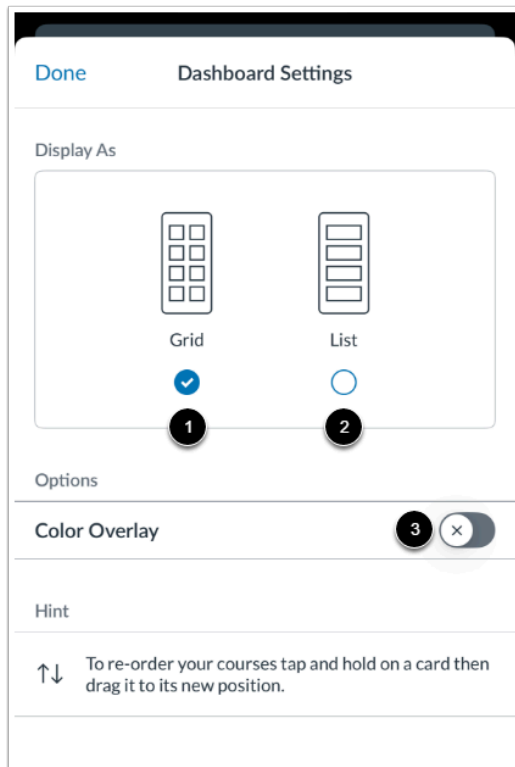 Done
Dashboard Settings
Display As
Grid
List
1
2
Options
Color Overlay
3
Hint
To re-order your courses tap and hold on a card then
drag it to its new position.